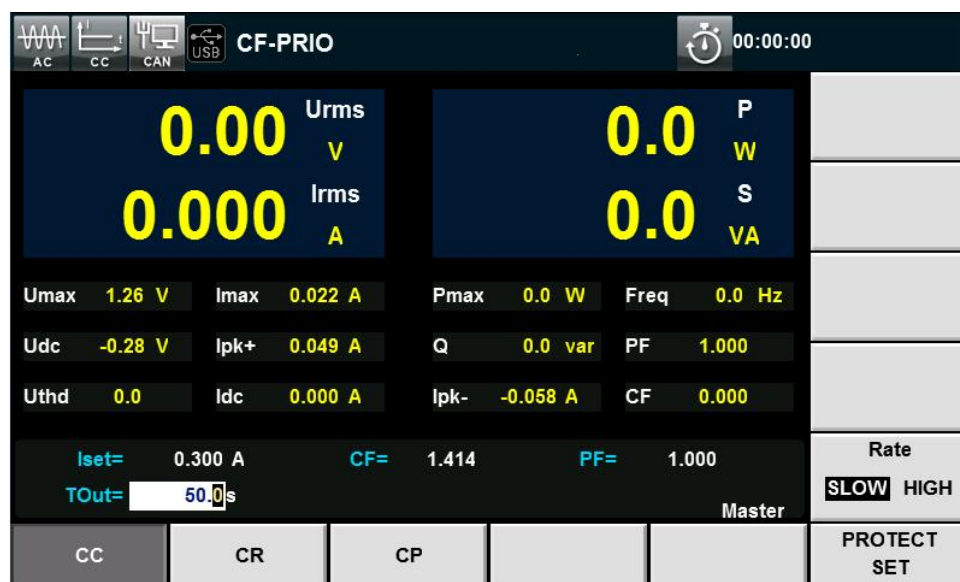 AC CC CAN USB CF-PRIO 00:00:00
0.00 Urms V
0.0 P W
0.000 Irms A
0.0 S VA
Umax 1.26 V Imax 0.022 A Pmax 0.0 W Freq 0.0 Hz
Udc -0.28 V Ipk+ 0.049 A Q 0.0 var PF 1.000
Uthd 0.0 Idc 0.000 A Ipk- -0.058 A CF 0.000
Iset= 0.300 A CF= 1.414 PF= 1.000
TOut= 50.0s
Master
Rate
SLOW HIGH
CC CR CP
PROTECT
SET